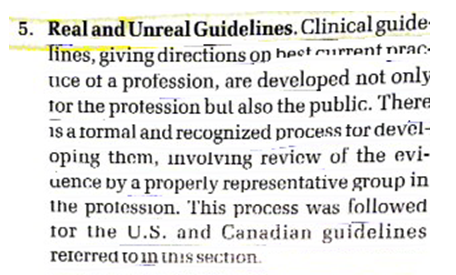 5. Real and Unreal Guidelines. Clinical guide-
lines, giving directions on best current prac-
tice of a profession, are developed not only
for the profession but also the public. There
is a formal and recognized process for devel-
oping them, involving review of the evi-
dence by a properly representative group in
the profession. This process was followed
for the U.S. and Canadian guidelines
referred to in this section.